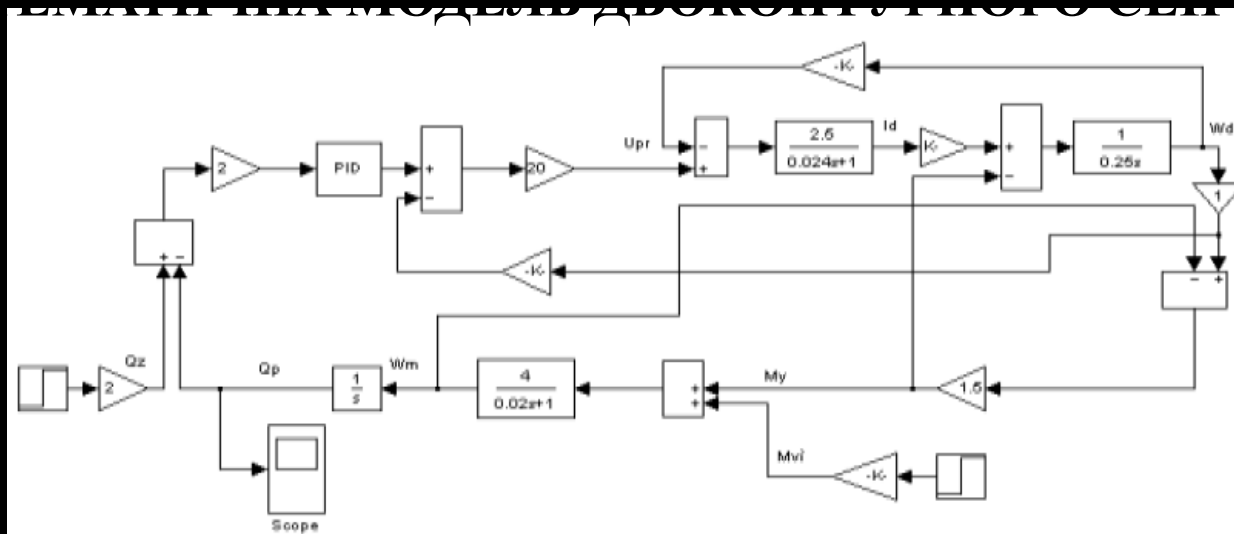 -K-
Upr
2.5
0.024s+1
Id
K-
1
0.25s
Wd
2
PID
20
1
-K-
Qz
Qp
Wm
2
1
s
4
0.02s+1
My
1.5
Mvi
-K-
Scope